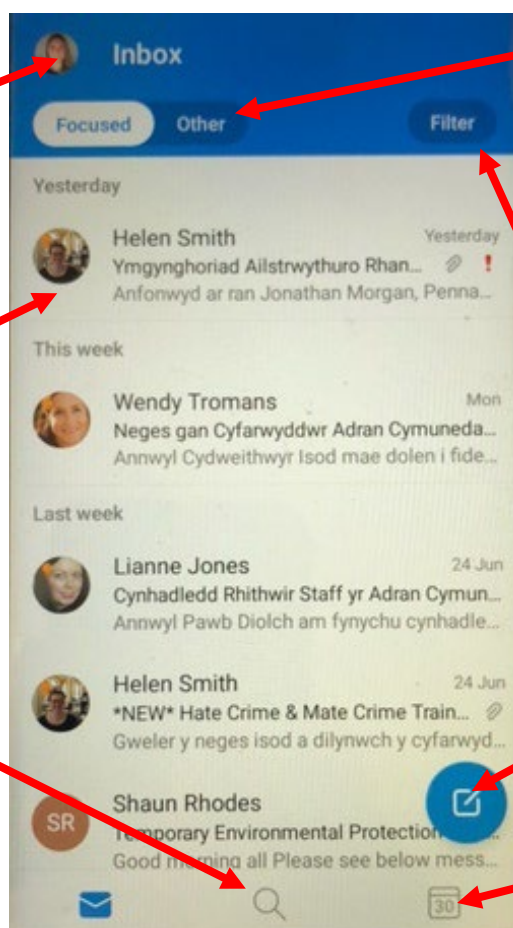 Inbox
Focused Other Filter
Yesterday
Helen Smith Yesterday
Ymgynghoriad Ailstrwythuro Rhan... !
Anfonwyd ar ran Jonathan Morgan, Penna...
This week
Wendy Tromans Mon
Neges gan Cyfarwyddwr Adran Cymuneda...
Annwyl Cydweithwyr Isod mae dolen i fide...
Last week
Lianne Jones 24 Jun
Cynhadledd Rhithwir Staff yr Adran Cymun...
Annwyl Pawb Diolch am fynychu cynhadle...
Helen Smith 24 Jun
*NEW* Hate Crime & Mate Crime Train...
Gweler y neges isod a dilynwch y cyfarwyd...
SR Shaun Rhodes
Temporary Environmental Protection
Good morning all Please see below mess...
30